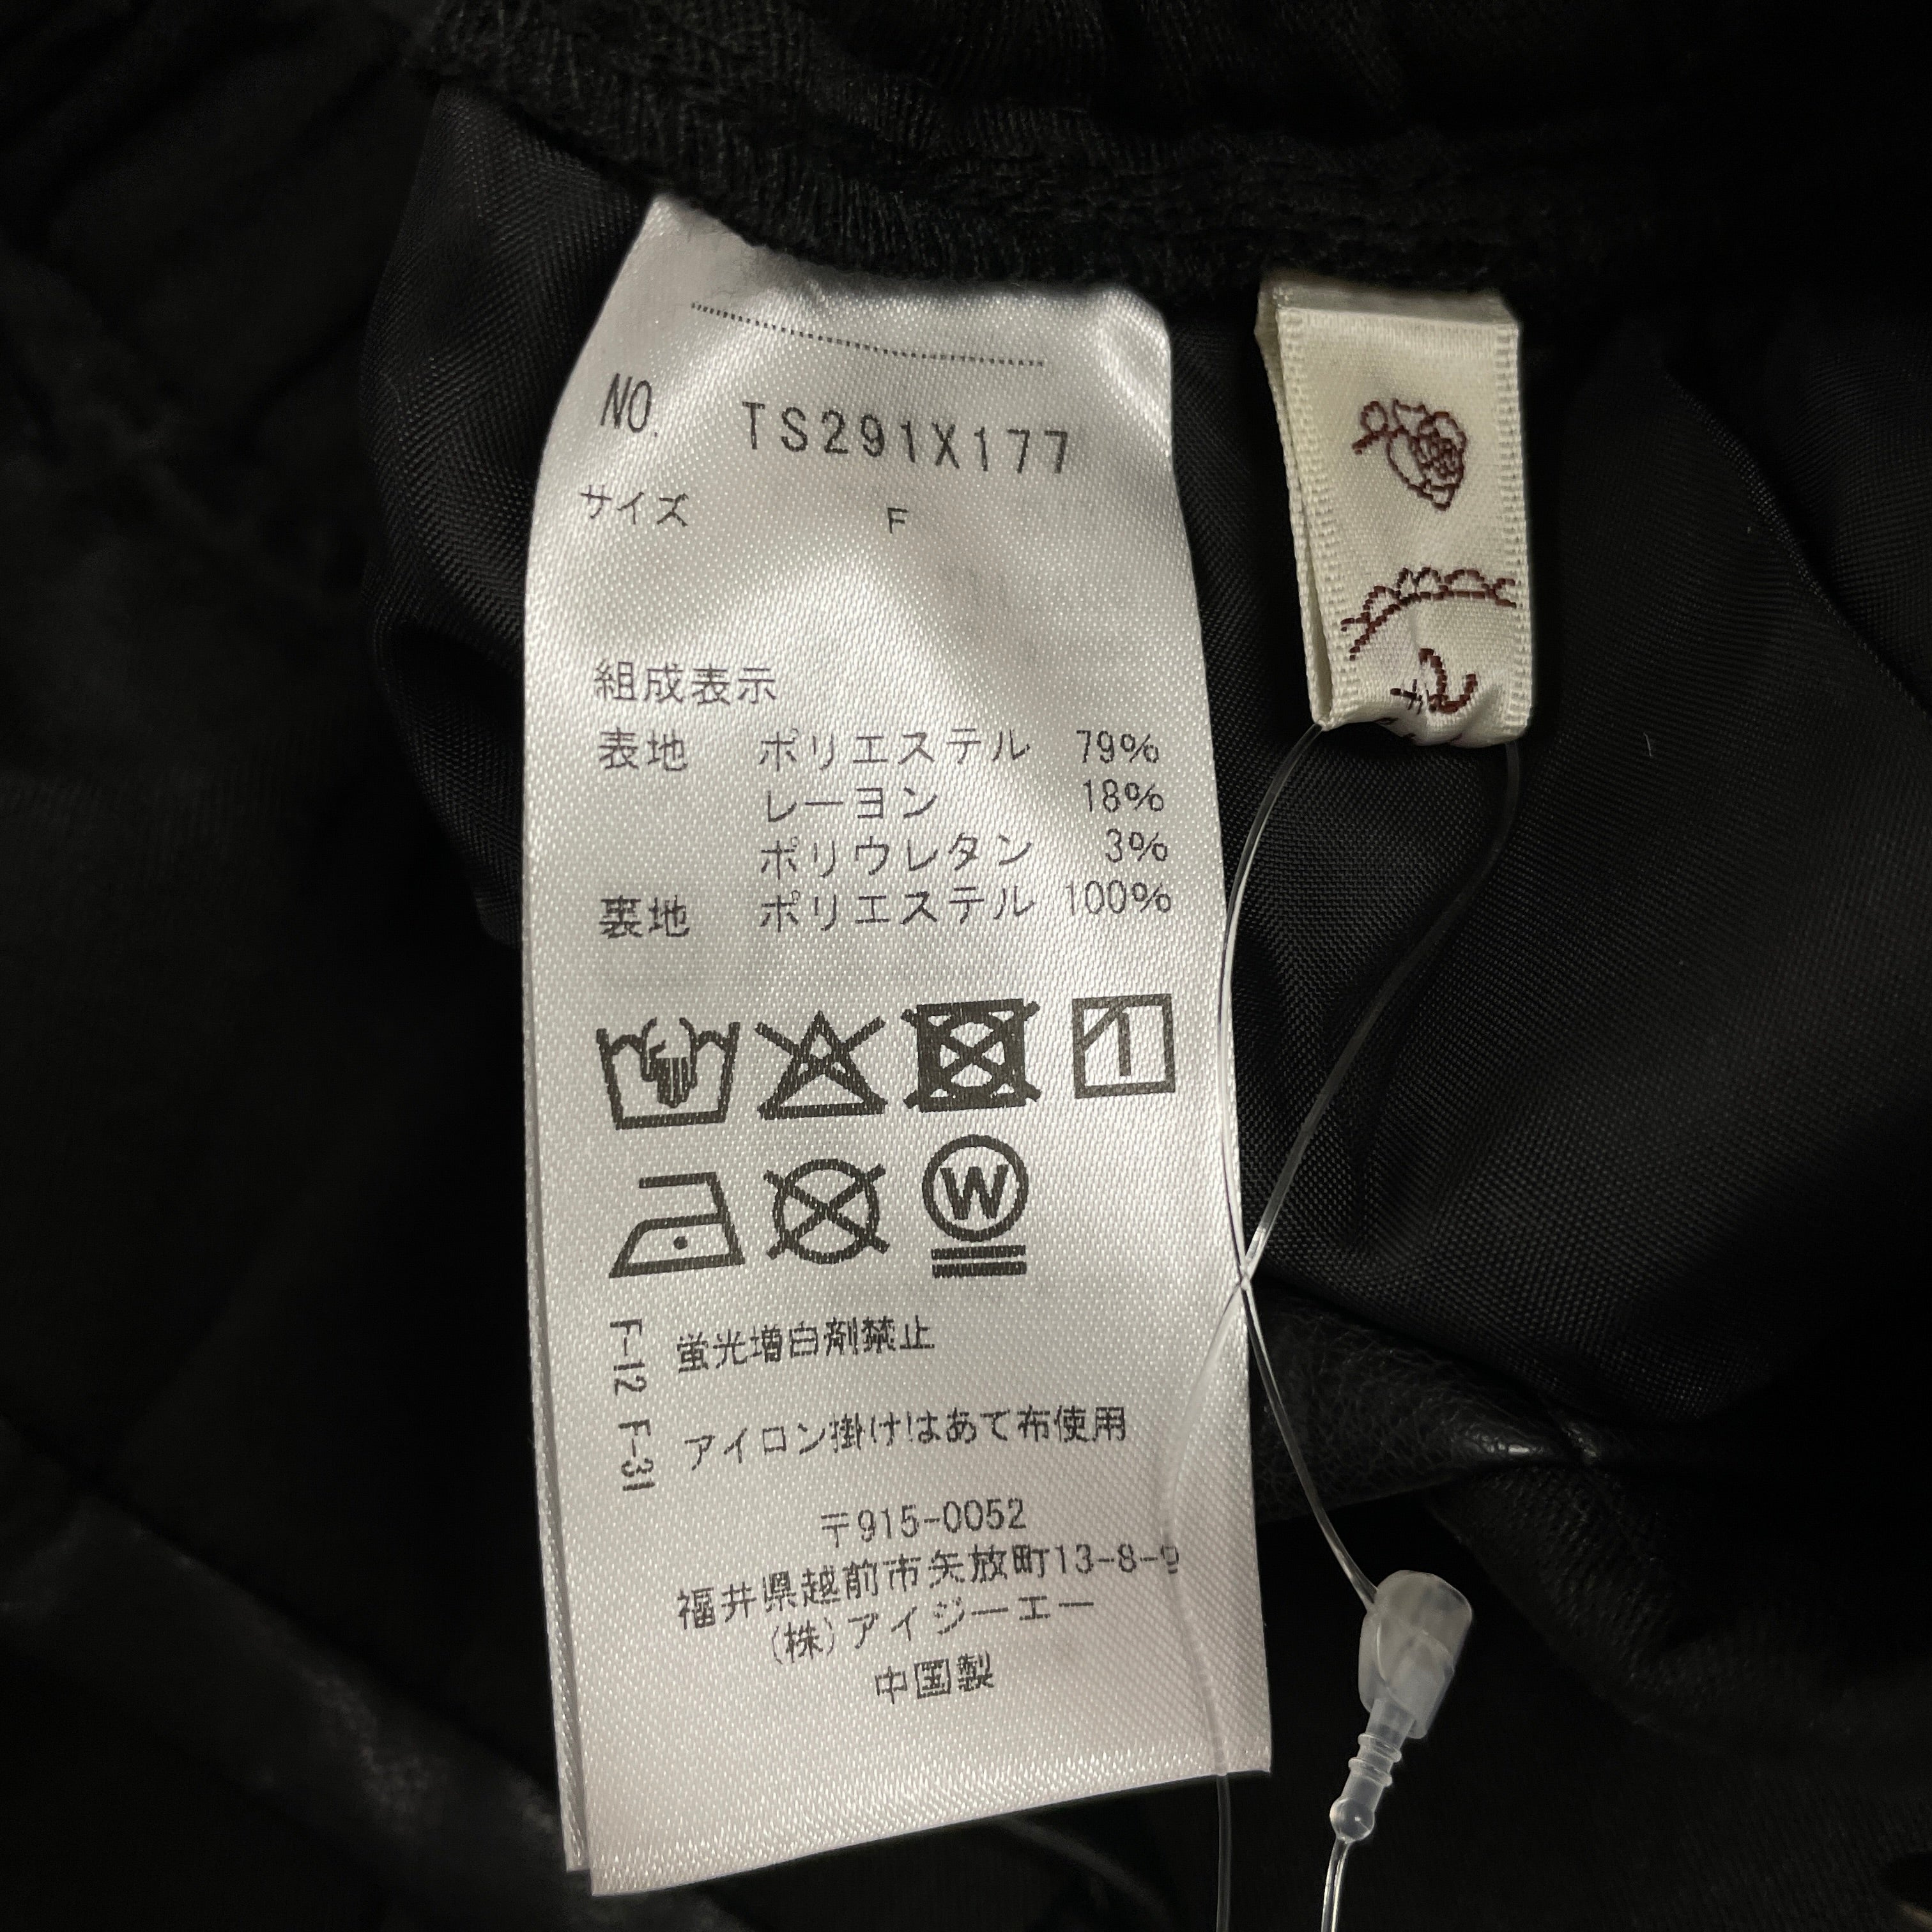 NO. TS291X177
サイズ F
組成表示
表地 ポリエステル 79%
レーヨン 18%
ポリウレタン 3%
裏地 ポリエステル 100%
W
F-12 蛍光増白剤禁止
F-31 アイロン掛けはあて布使用
〒915-0052
福井県越前市矢放町13-8-9
(株)アイジーエー
中国製